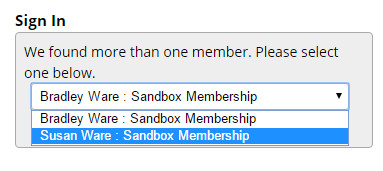 Sign In
We found more than one member. Please select
one below.
Bradley Ware : Sandbox Membership
Bradley Ware : Sandbox Membership
Susan Ware : Sandbox Membership